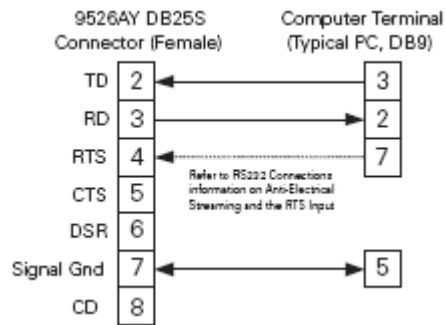 9526AY DB25S Computer Terminal
Connector (Female) (Typical PC, DB9)
TD 2 3
RD 3 2
RTS 4 7
Refer to RS232 Connections
information on Anti-Electrical
Streaming and the RTS Input
CTS 5
DSR 6
Signal Gnd 7 5
CD 8